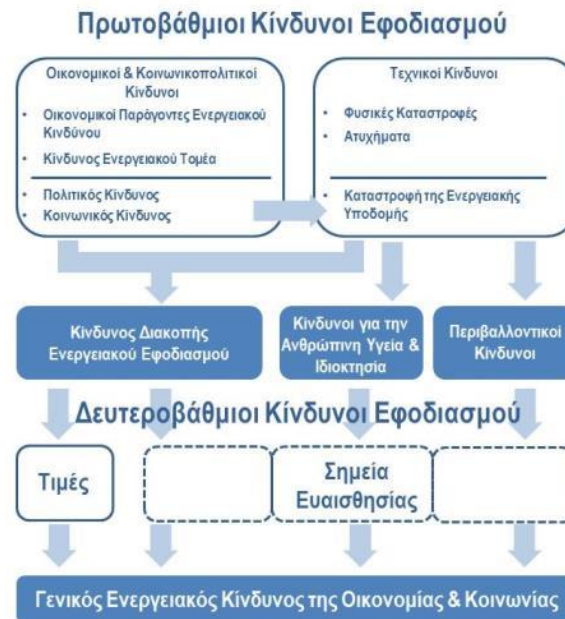 Πρωτοβάθμιοι Κίνδυνοι Εφοδιασμού
Οικονομικοί & Κοινωνικοπολιτικοί
Κίνδυνοι
• Οικονομικοί Παράγοντες Ενεργειακού
Κινδύνου
• Κίνδυνος Ενεργειακού Τομέα
• Πολιτικός Κίνδυνος
• Κοινωνικός Κίνδυνος
Τεχνικοί Κίνδυνοι
• Φυσικές Καταστροφές
• Ατυχήματα
• Καταστροφή της Ενεργειακής
Υποδομής
Κίνδυνος Διακοπής
Ενεργειακού Εφοδιασμού
Κίνδυνοι για την
Ανθρώπινη Υγεία &
Ιδιοκτησία
Περιβαλλοντικοί
Κίνδυνοι
Δευτεροβάθμιοι Κίνδυνοι Εφοδιασμού
Τιμές
Σημεία
Ευαισθησίας
Γενικός Ενεργειακός Κίνδυνος της Οικονομίας & Κοινωνίας